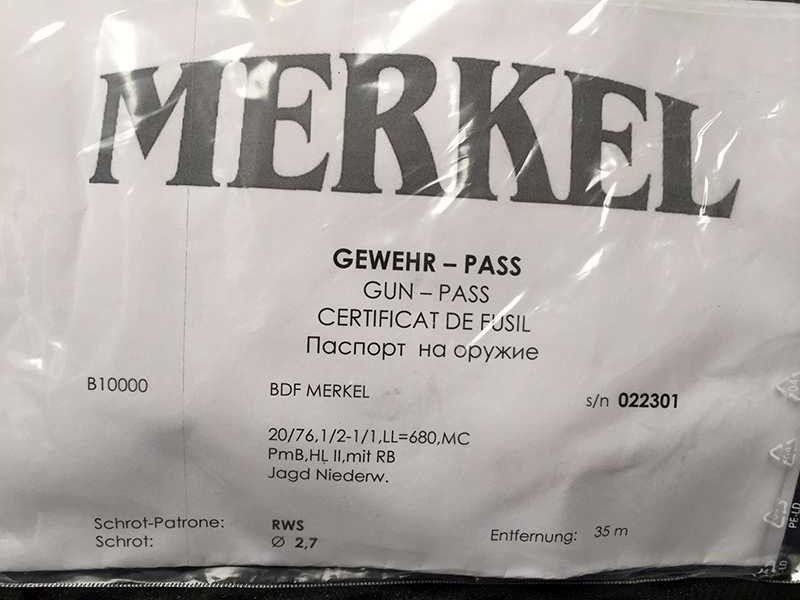 MERKEL
GEWEHR – PASS
GUN – PASS
CERTIFICAT DE FUSIL
Паспорт на оружие
B10000
BDF MERKEL
s/n 022301
20/76,1/2-1/1,LL=680,MC
PmB,HL II,mit RB
Jagd Niederw.
Schrot-Patrone: RWS
Schrot: Ø 2,7
Entfernung: 35 m
PE-LD